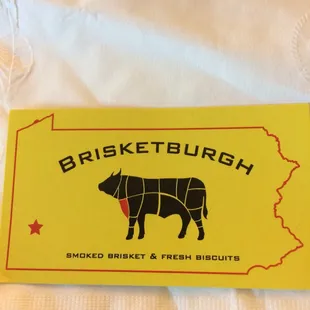 BRISKETBURGH
SMOKED BRISKET & FRESH BISCUITS